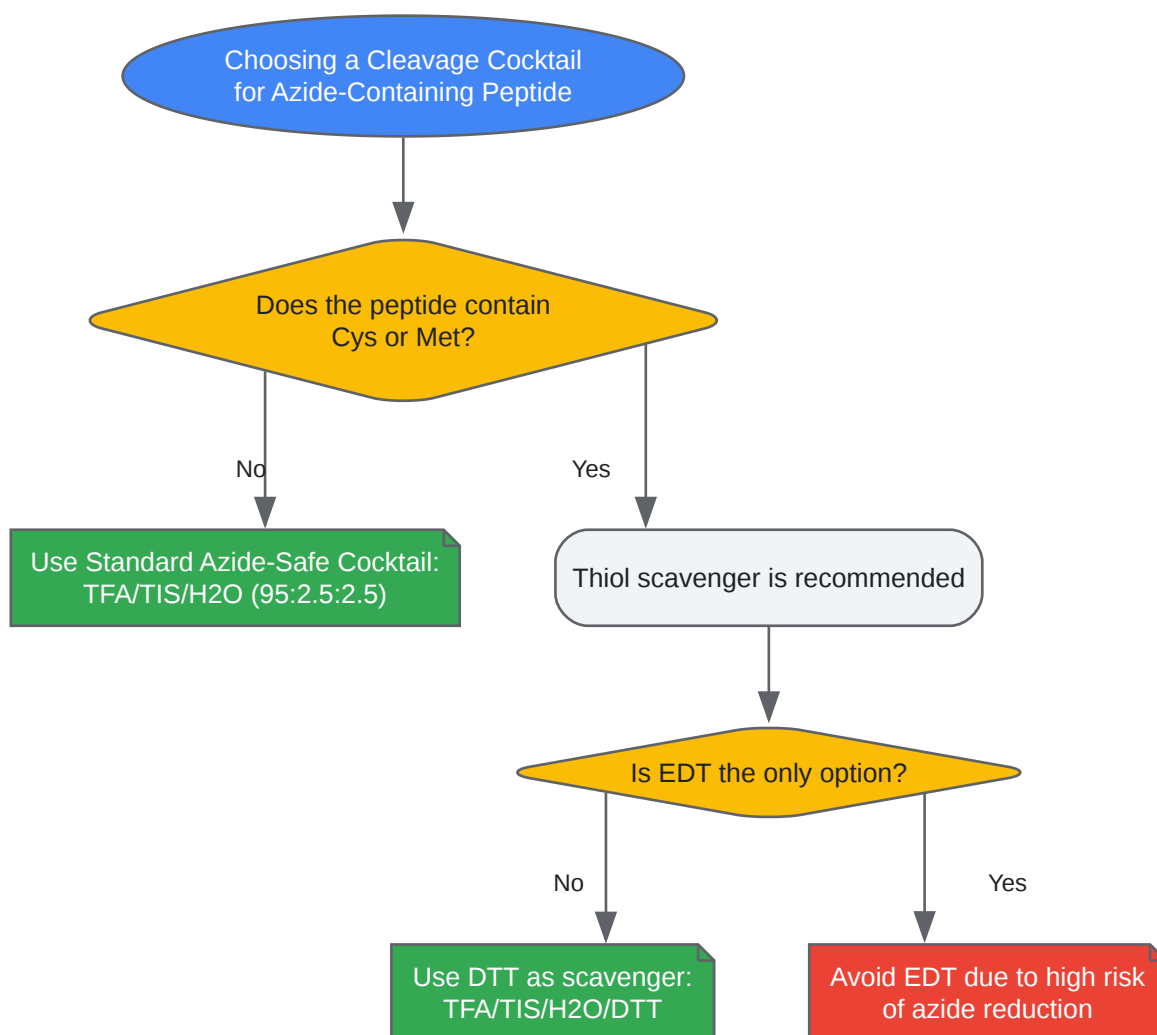 Choosing a Cleavage Cocktail
for Azide-Containing Peptide
Does the peptide contain
Cys or Met?
No
Yes
Use Standard Azide-Safe Cocktail:
TFA/TIS/H2O (95:2.5:2.5)
Thiol scavenger is recommended
Is EDT the only option?
No
Yes
Use DTT as scavenger:
TFA/TIS/H2O/DTT
Avoid EDT due to high risk
of azide reduction